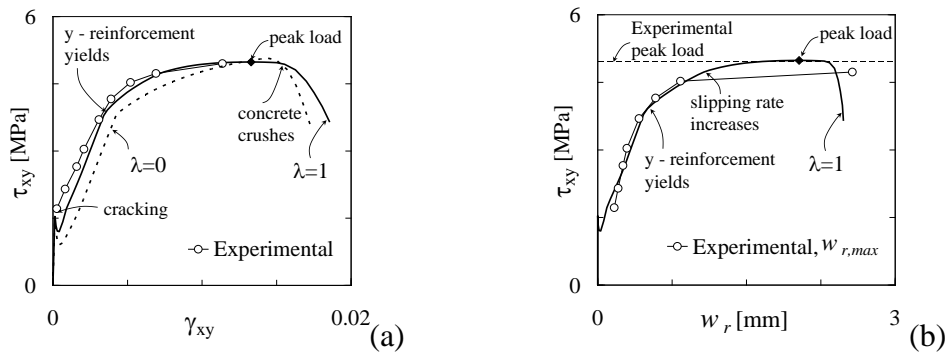 6
y - reinforcement
yields
peak load
concrete
crushes
λ=0
λ=1
cracking
Experimental
τxy [MPa]
0
0
0.02
γxy
(a)
6
Experimental
peak load
peak load
slipping rate
increases
y - reinforcement
yields
λ=1
Experimental, w r,max
τxy [MPa]
0
0
3
w r [mm]
(b)